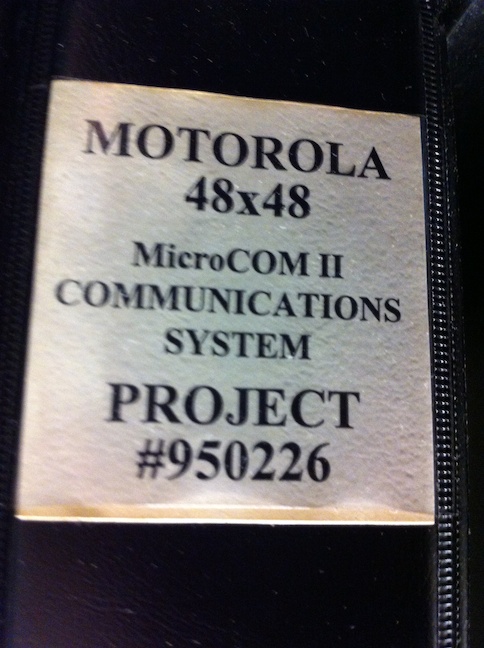 MOTOROLA
48x48
MicroCOM II
COMMUNICATIONS
SYSTEM
PROJECT
#950226